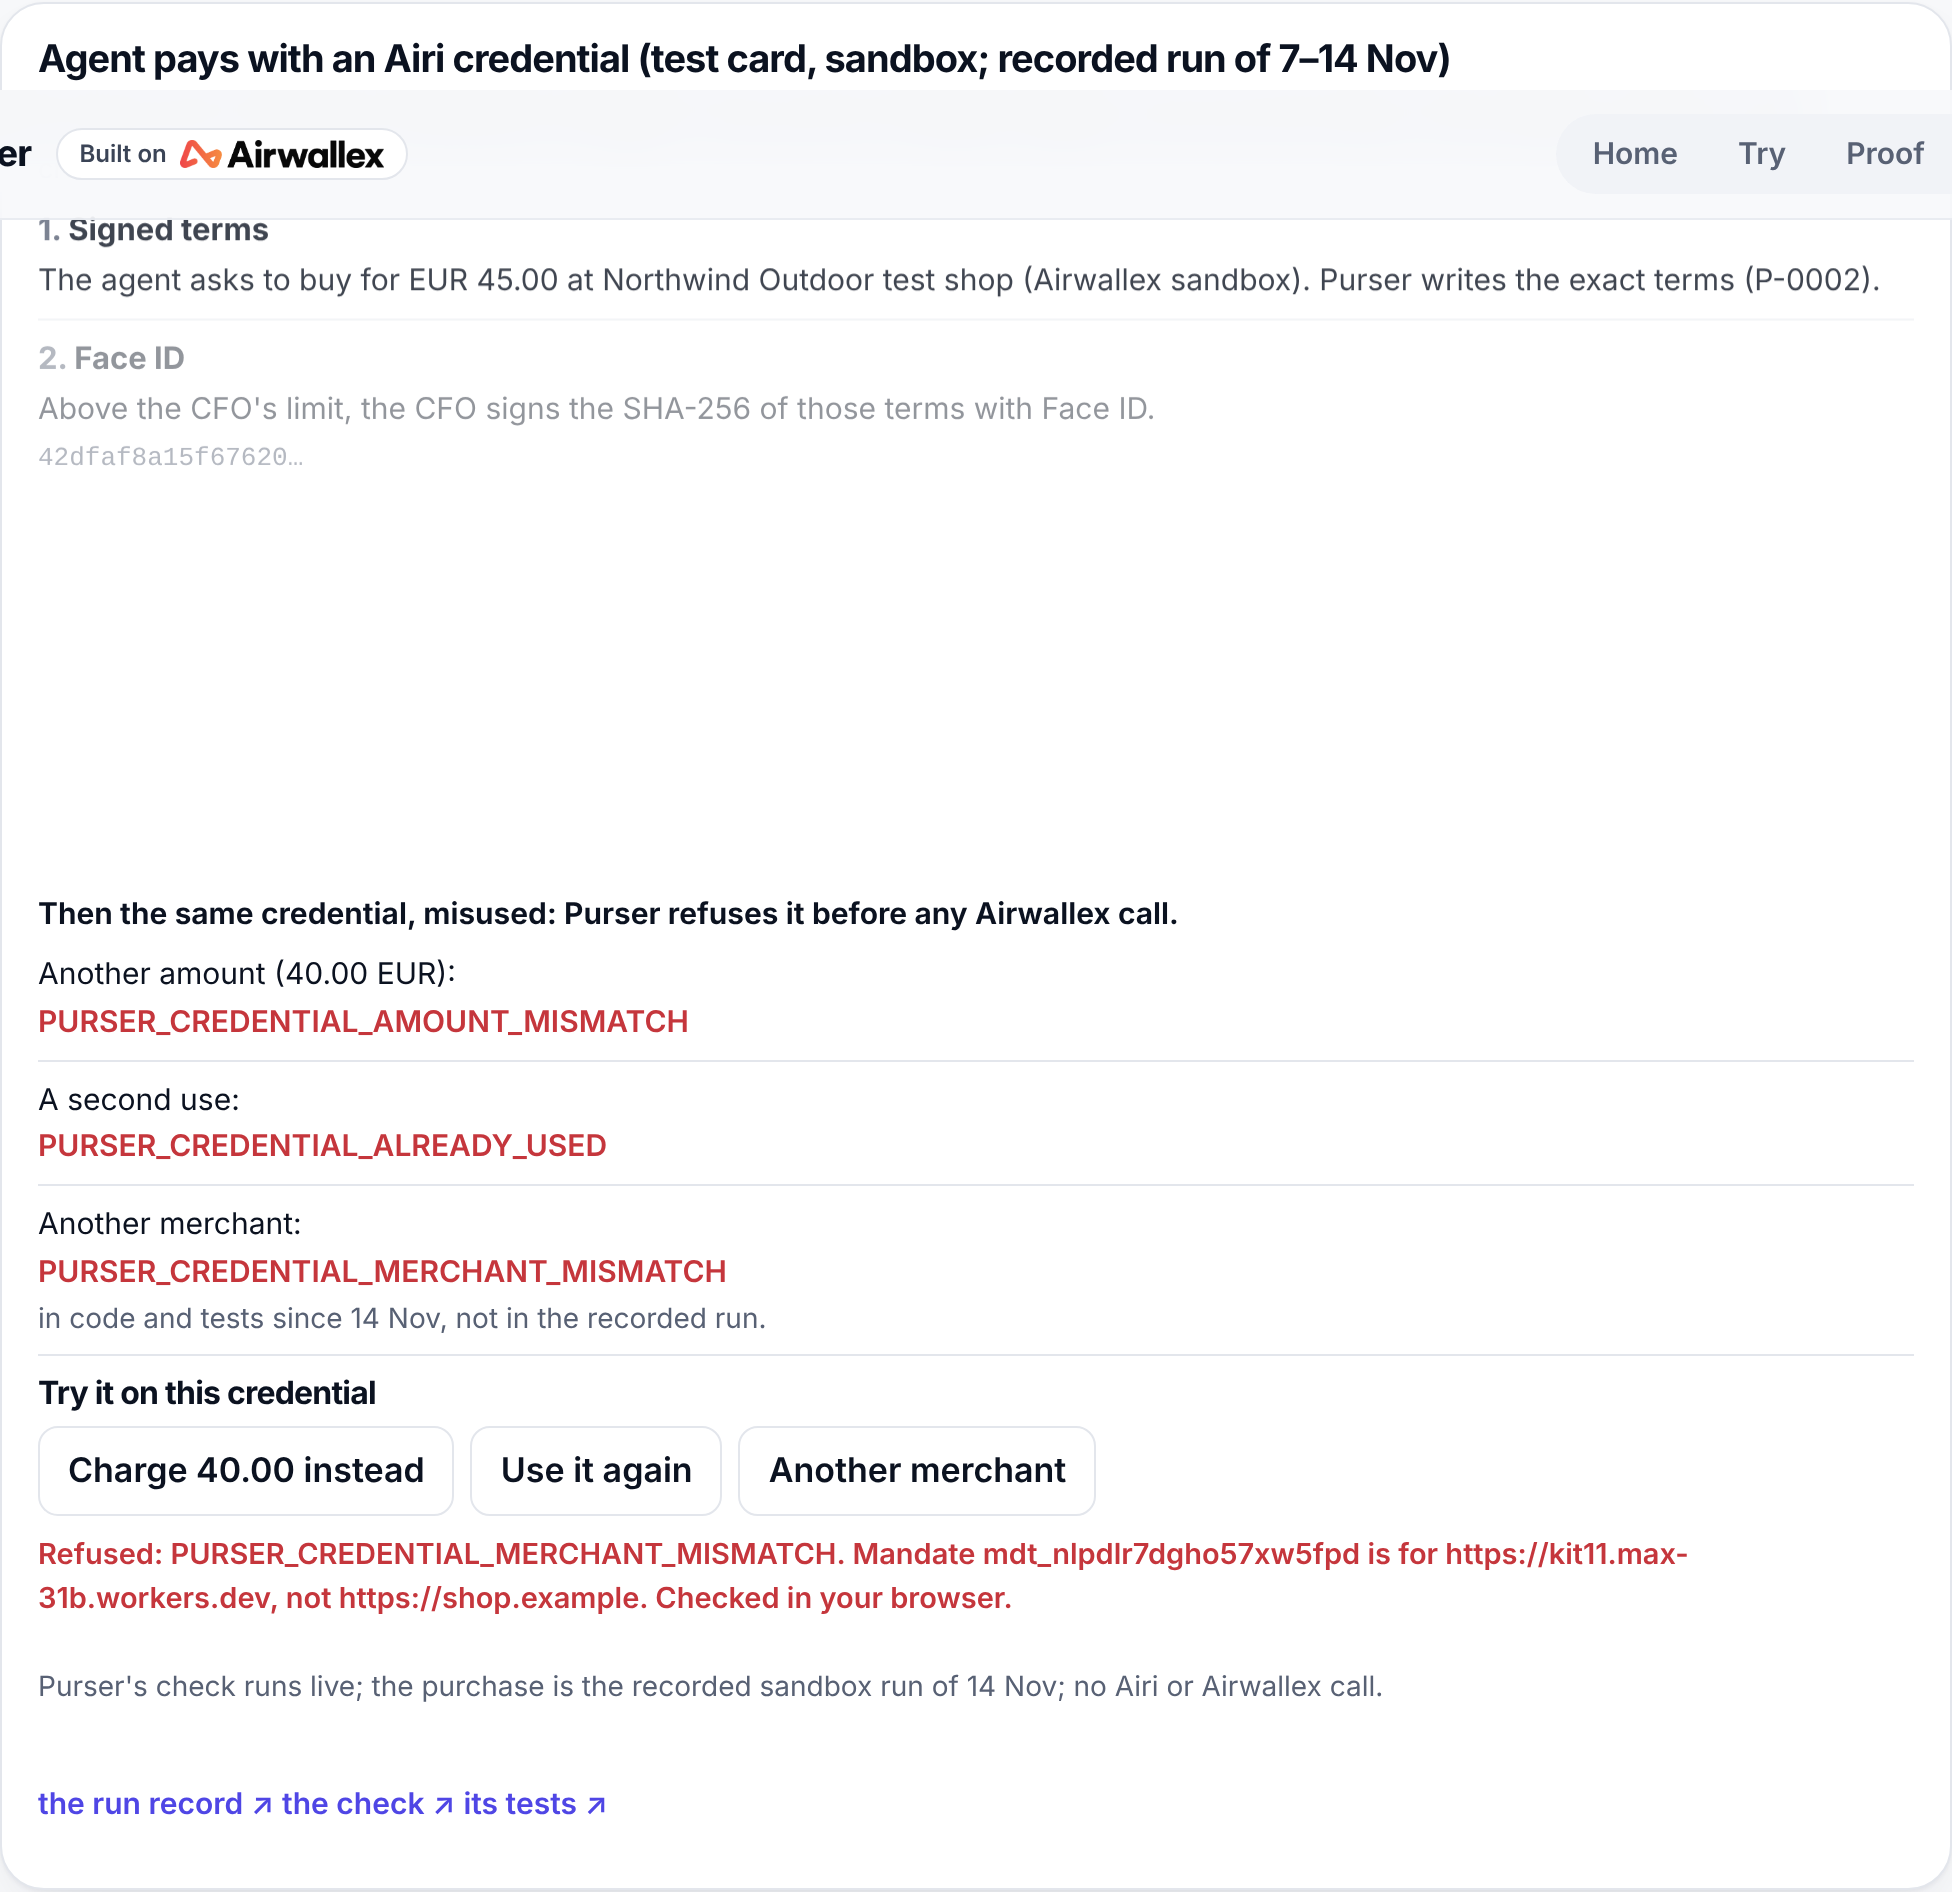 Agent pays with an Airi credential (test card, sandbox; recorded run of 7–14 Nov)
er
Built on Airwallex
Home Try Proof
1. Signed terms
The agent asks to buy for EUR 45.00 at Northwind Outdoor test shop (Airwallex sandbox). Purser writes the exact terms (P-0002).
2. Face ID
Above the CFO's limit, the CFO signs the SHA-256 of those terms with Face ID.
42dfaf8a15f67620…
Then the same credential, misused: Purser refuses it before any Airwallex call.
Another amount (40.00 EUR):
PURSER_CREDENTIAL_AMOUNT_MISMATCH
A second use:
PURSER_CREDENTIAL_ALREADY_USED
Another merchant:
PURSER_CREDENTIAL_MERCHANT_MISMATCH
in code and tests since 14 Nov, not in the recorded run.
Try it on this credential
Charge 40.00 instead Use it again Another merchant
Refused: PURSER_CREDENTIAL_MERCHANT_MISMATCH. Mandate mdt_nlpdlr7dgho57xw5fpd is for https://kit11.max-
31b.workers.dev, not https://shop.example. Checked in your browser.
Purser's check runs live; the purchase is the recorded sandbox run of 14 Nov; no Airi or Airwallex call.
the run record ↗ the check ↗ its tests ↗